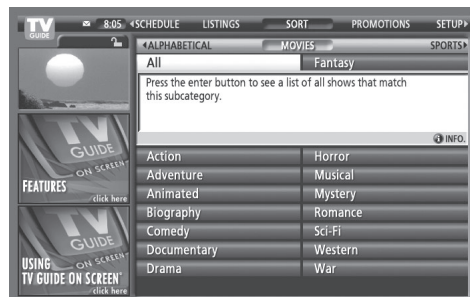 TV
GUIDE
8:05 SCHEDULE LISTINGS SORT PROMOTIONS SETUP
ALPHABETICAL MOVIES SPORTS
All Fantasy
Press the enter button to see a list of all shows that match
this subcategory.
i INFO.
Action Horror
Adventure Musical
Animated Mystery
Biography Romance
Comedy Sci-Fi
Documentary Western
Drama War
TV
GUIDE
ON SCREEN
FEATURES
click here
TV
GUIDE
ON SCREEN
USING
TV GUIDE ON SCREEN
click here